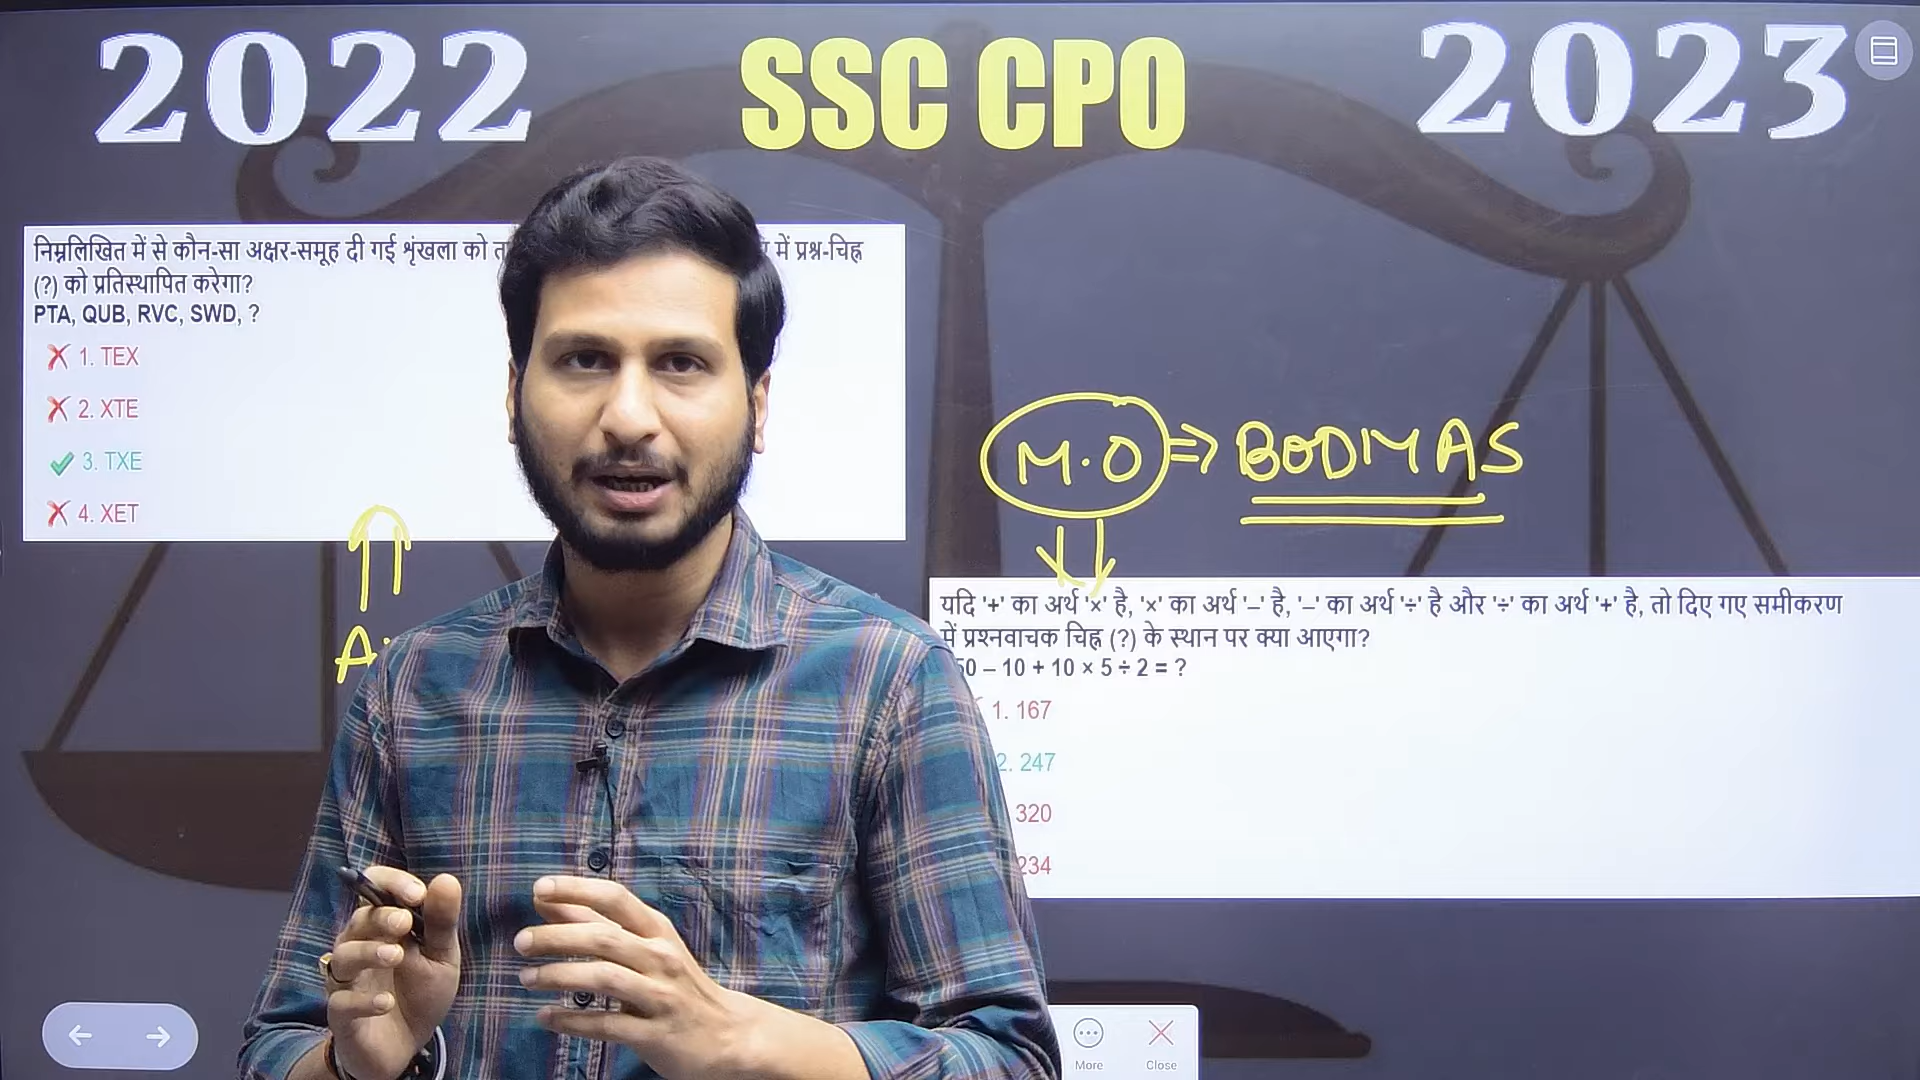 2022
SSC CPO
2023
निम्नलिखित में से कौन-सा अक्षर-समूह दी गई शृंखला को में प्रश्न-चिह्न
(?) को प्रतिस्थापित करेगा?
PTA, QUB, RVC, SWD, ?
1. TEX
2. XTE
3. TXE
4. XET
A
M.O => BODMAS
यदि '+' का अर्थ '×' है, '×' का अर्थ '–' है, '–' का अर्थ '÷' है और '÷' का अर्थ '+' है, तो दिए गए समीकरण
में प्रश्नवाचक चिह्न (?) के स्थान पर क्या आएगा?
50 – 10 + 10 × 5 ÷ 2 = ?
1. 167
2. 247
320
234
More
Close